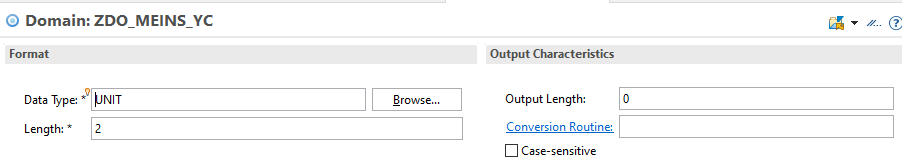 Domain: ZDO_MEINS_YC
Format
Output Characteristics
Data Type: * UNIT Browse...
Output Length: 0
Length: * 2
Conversion Routine:
Case-sensitive